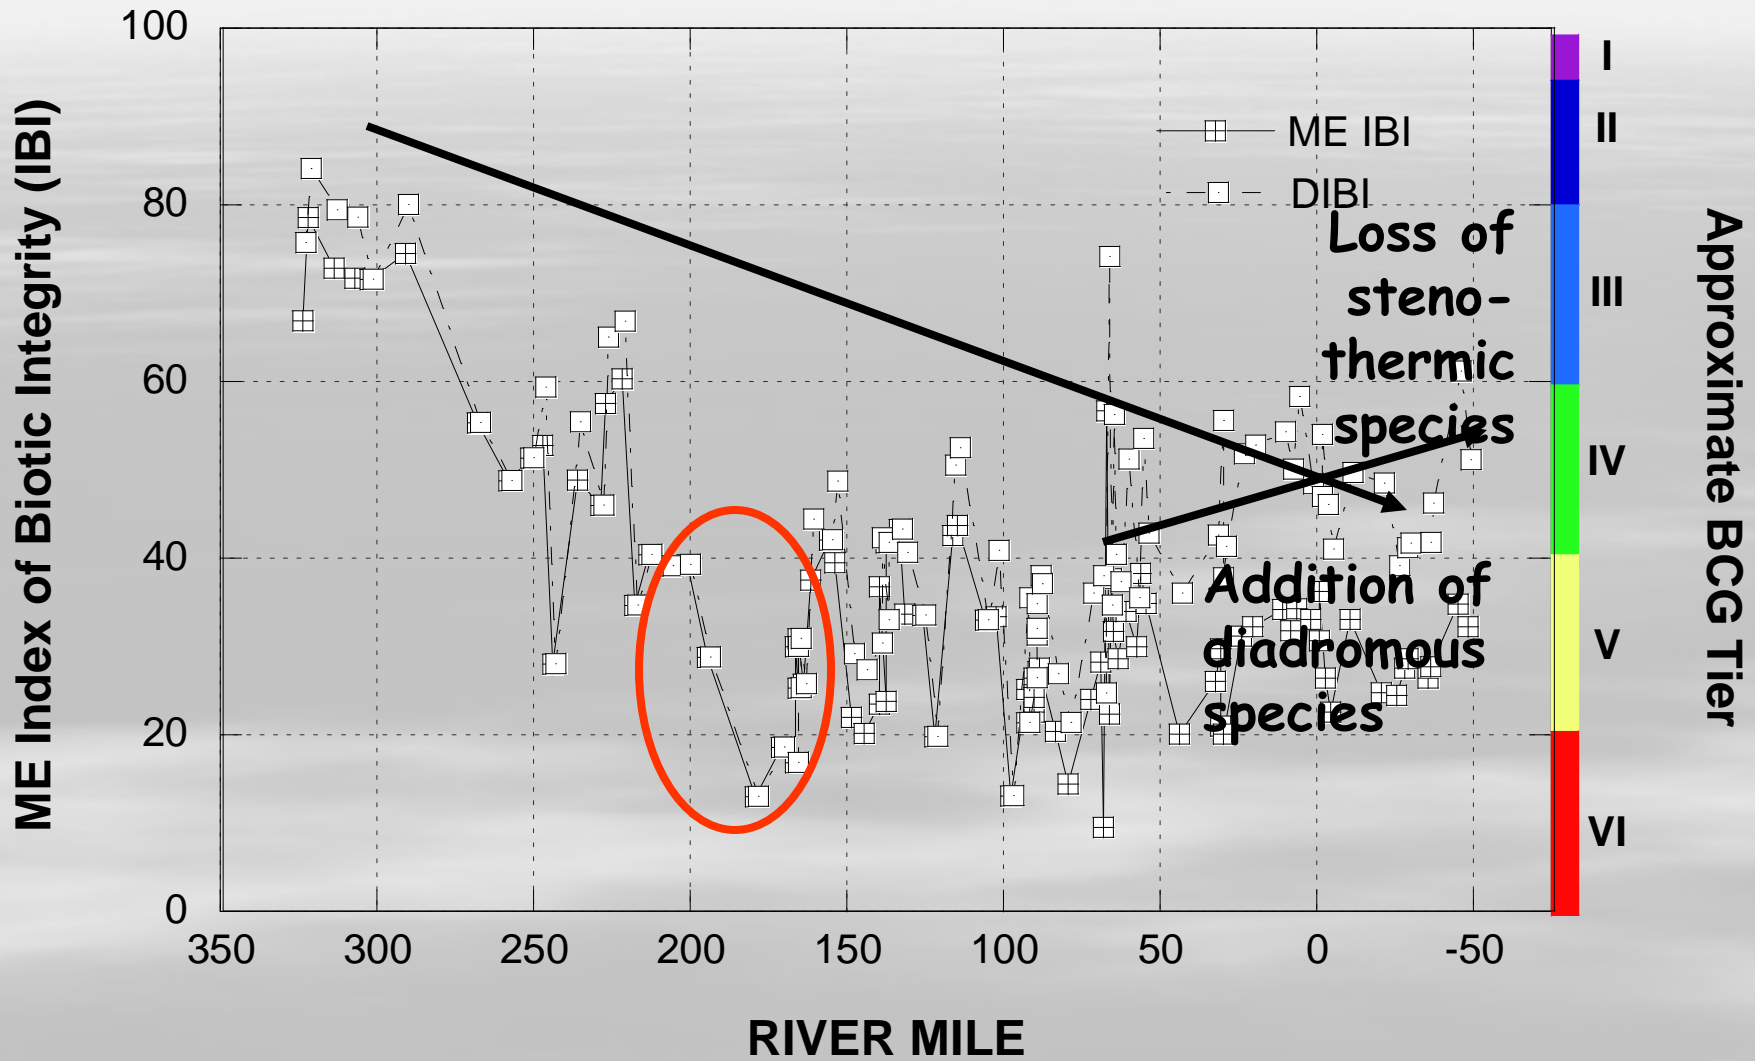 ME Index of Biotic Integrity (IBI)
100
80
60
40
20
0
350 300 250 200 150 100 50 0 -50
RIVER MILE
ME IBI
DIBI
Loss of
steno-
thermic
species
Addition of
diadromous
species
I
II
III
IV
V
VI
Approximate BCG Tier